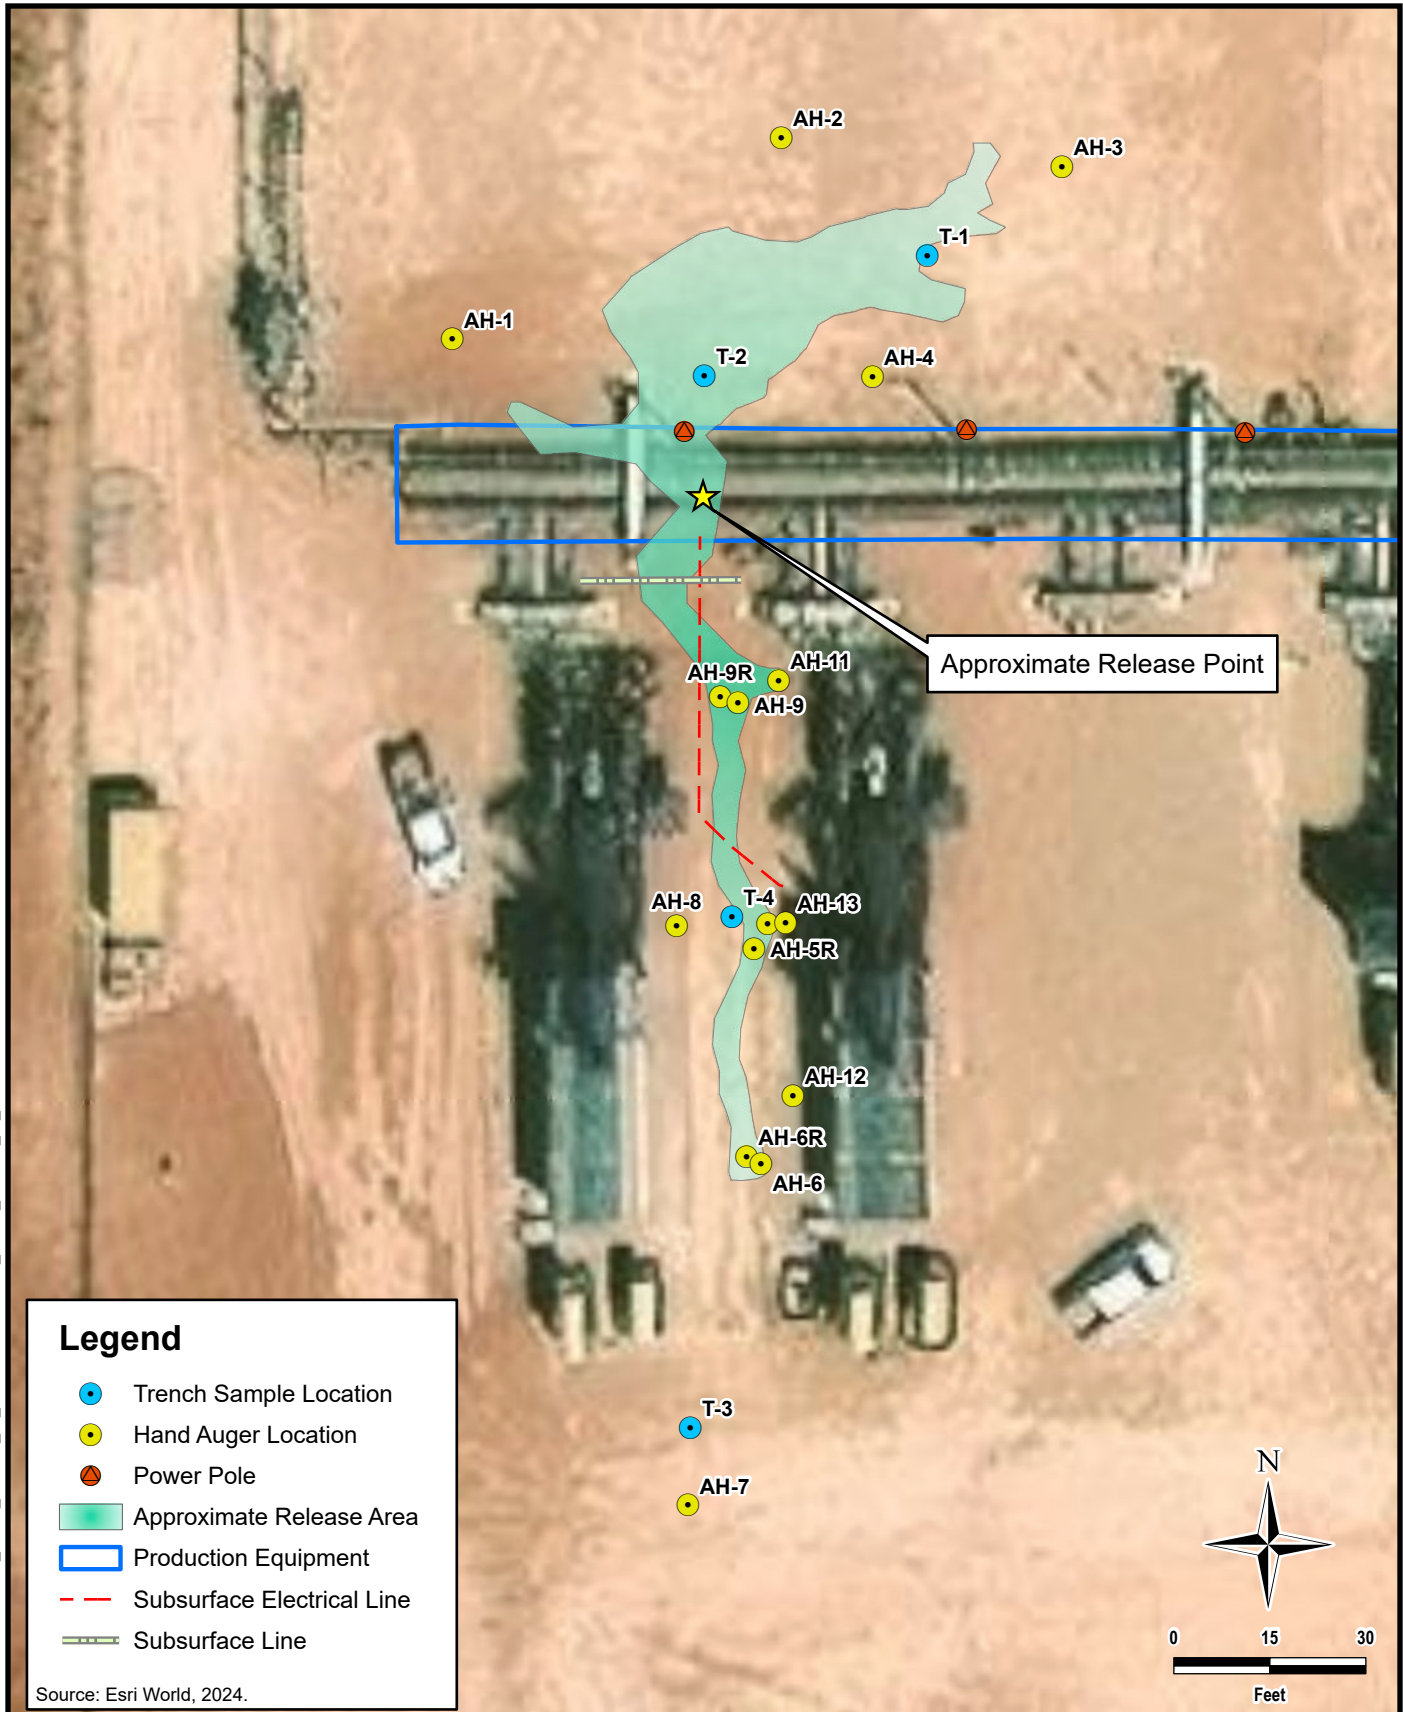 AH-2
AH-3
T-1
AH-1
T-2
AH-4
Approximate Release Point
AH-11
AH-9R
AH-9
AH-8
T-4
AH-13
AH-5R
AH-12
AH-6R
AH-6
T-3
AH-7
Legend
Trench Sample Location
Hand Auger Location
Power Pole
Approximate Release Area
Production Equipment
Subsurface Electrical Line
Subsurface Line
Source: Esri World, 2024.
N
0 15 30
Feet